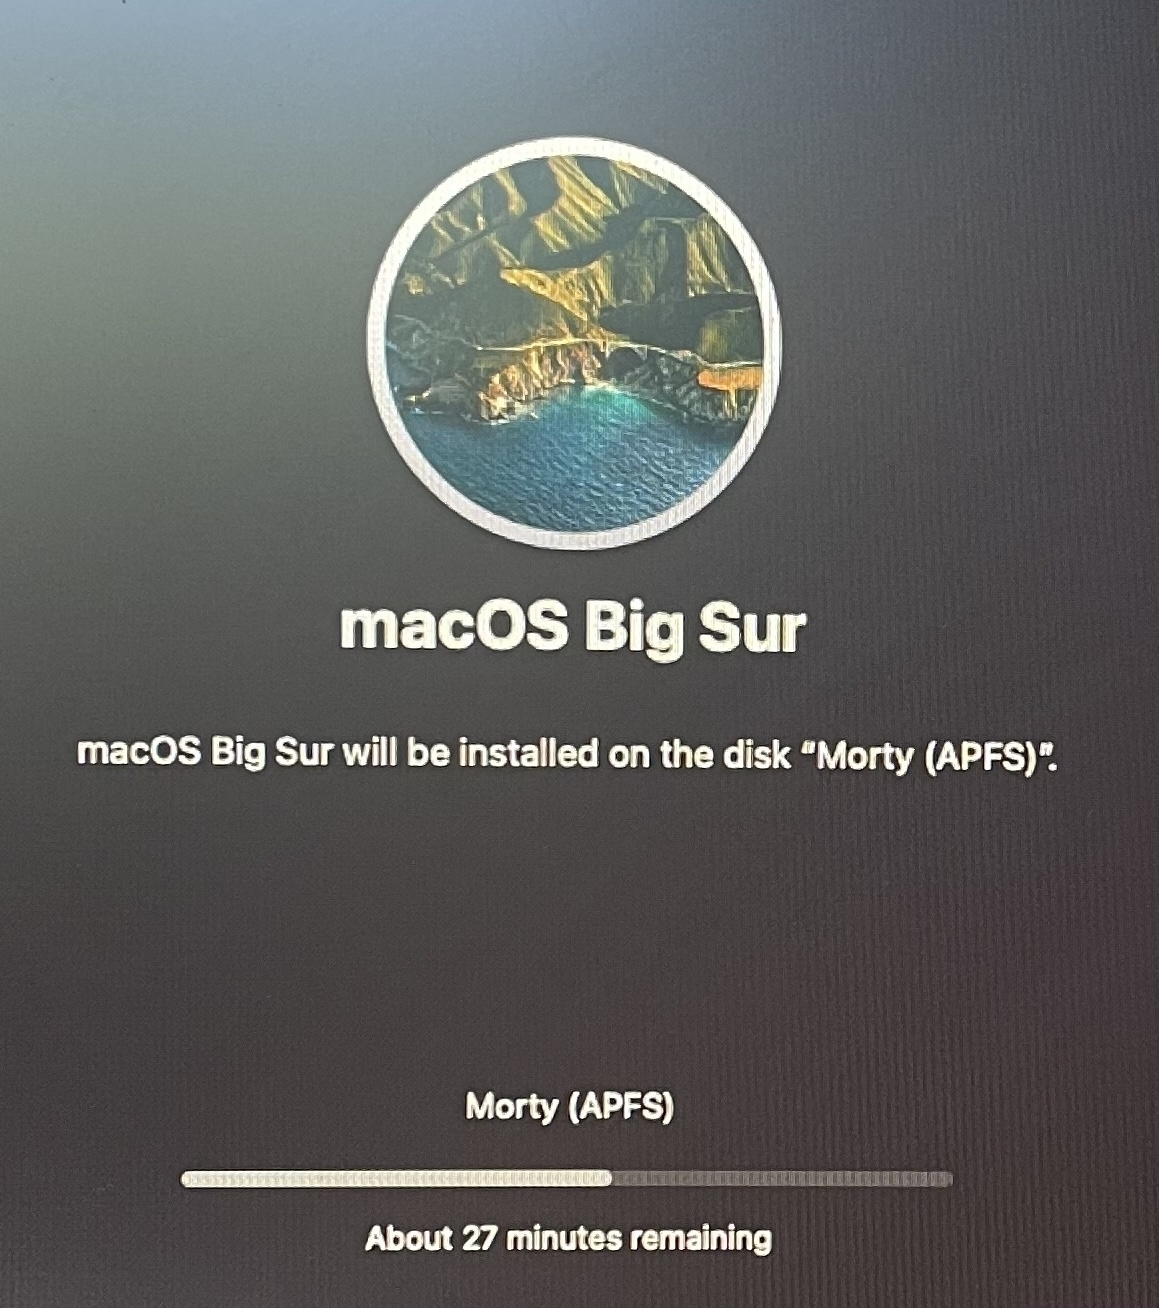 macOS Big Sur
macOS Big Sur will be installed on the disk “Morty (APFS)”.
Morty (APFS)
About 27 minutes remaining